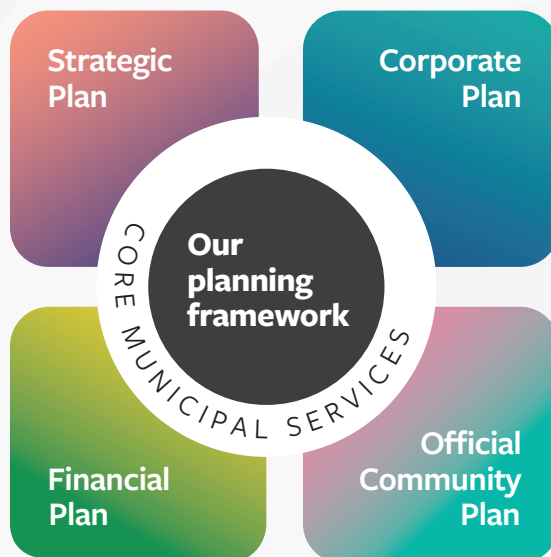 Strategic
Plan
Corporate
Plan
Our
planning
framework
CORE MUNICIPAL SERVICES
Financial
Plan
Official
Community
Plan